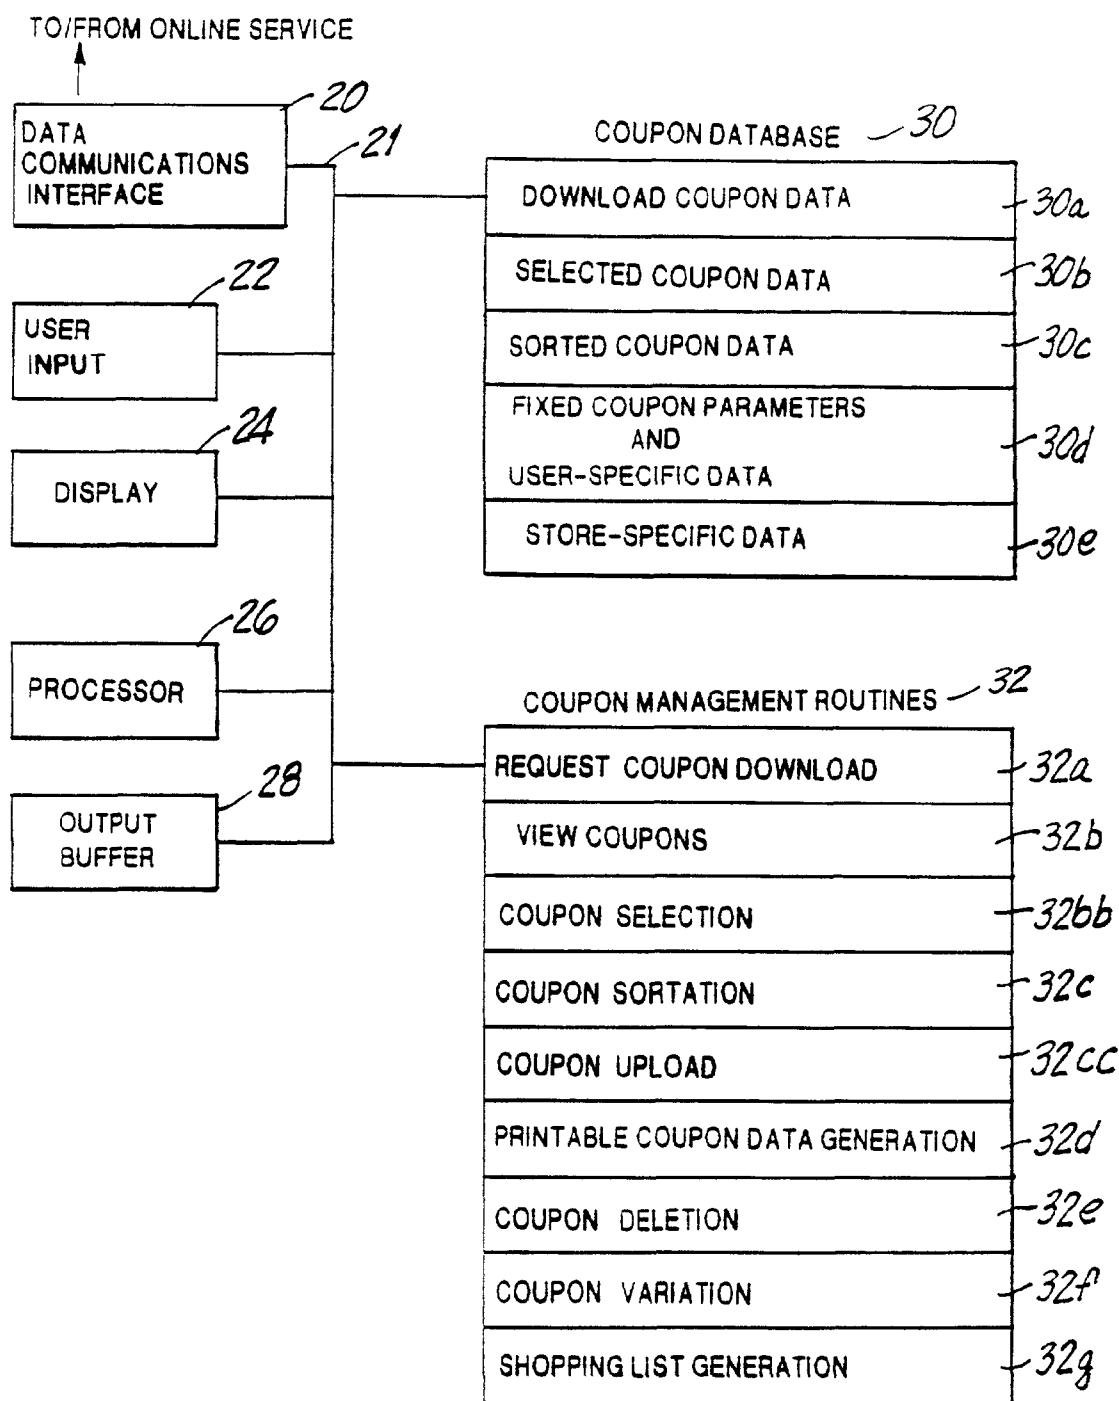 TO/FROM ONLINE SERVICE
20
DATA
COMMUNICATIONS
INTERFACE
21
22
USER
INPUT
24
DISPLAY
26
PROCESSOR
28
OUTPUT
BUFFER
COUPON DATABASE 30
DOWNLOAD COUPON DATA 30a
SELECTED COUPON DATA 30b
SORTED COUPON DATA 30c
FIXED COUPON PARAMETERS
AND
USER-SPECIFIC DATA
30d
STORE-SPECIFIC DATA 30e
COUPON MANAGEMENT ROUTINES 32
REQUEST COUPON DOWNLOAD 32a
VIEW COUPONS 32b
COUPON SELECTION 32bb
COUPON SORTATION 32c
COUPON UPLOAD 32cc
PRINTABLE COUPON DATA GENERATION 32d
COUPON DELETION 32e
COUPON VARIATION 32f
SHOPPING LIST GENERATION 32g